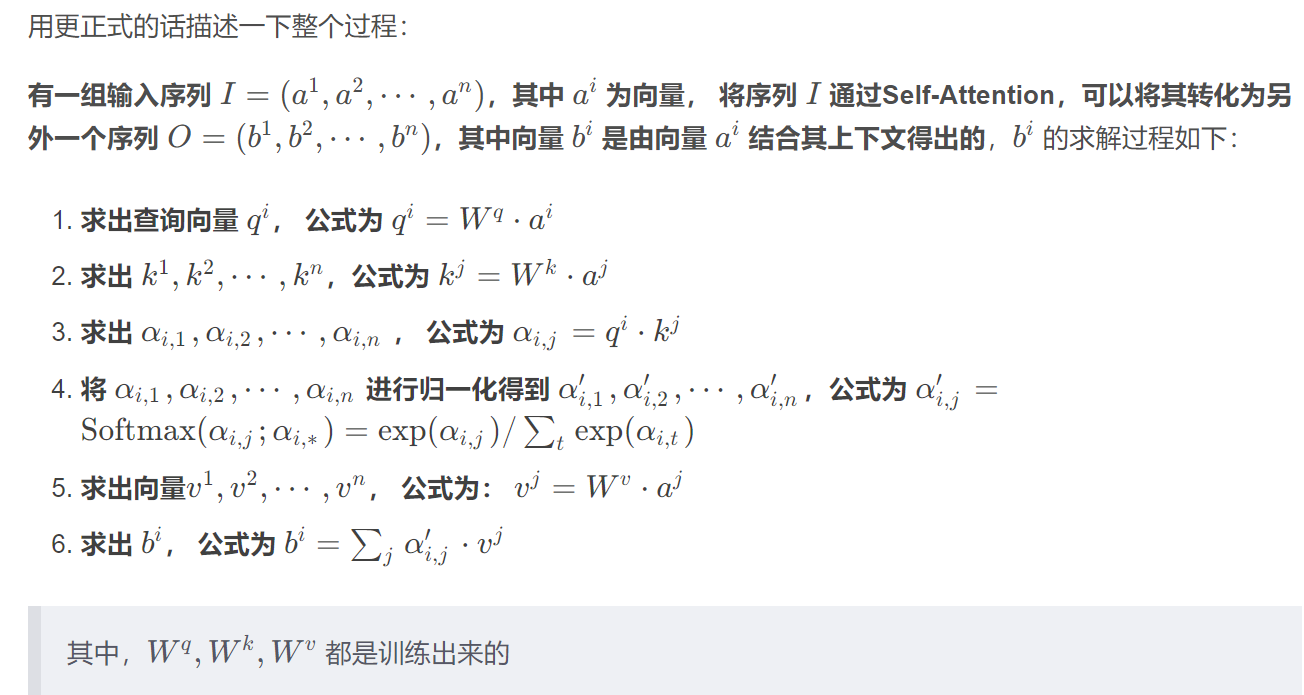 用更正式的话描述一下整个过程：
有一组输入序列 $I = (a^1, a^2, \cdots, a^n)$，其中 $a^i$ 为向量， 将序列 $I$ 通过Self-Attention，可以将其转化为另
外一个序列 $O = (b^1, b^2, \cdots, b^n)$，其中向量 $b^i$ 是由向量 $a^i$ 结合其上下文得出的，$b^i$ 的求解过程如下：
1. 求出查询向量 $q^i$， 公式为 $q^i = W^q \cdot a^i$
2. 求出 $k^1, k^2, \cdots, k^n$，公式为 $k^j = W^k \cdot a^j$
3. 求出 $\alpha_{i,1}, \alpha_{i,2}, \cdots, \alpha_{i,n}$ ， 公式为 $\alpha_{i,j} = q^i \cdot k^j$
4. 将 $\alpha_{i,1}, \alpha_{i,2}, \cdots, \alpha_{i,n}$ 进行归一化得到 $\alpha'_{i,1}, \alpha'_{i,2}, \cdots, \alpha'_{i,n}$，公式为 $\alpha'_{i,j} =$
$\text{Softmax}(\alpha_{i,j}; \alpha_{i,*}) = \exp(\alpha_{i,j}) / \sum_t \exp(\alpha_{i,t})$
5. 求出向量$v^1, v^2, \cdots, v^n$， 公式为： $v^j = W^v \cdot a^j$
6. 求出 $b^i$， 公式为 $b^i = \sum_j \alpha'_{i,j} \cdot v^j$
其中，$W^q, W^k, W^v$ 都是训练出来的